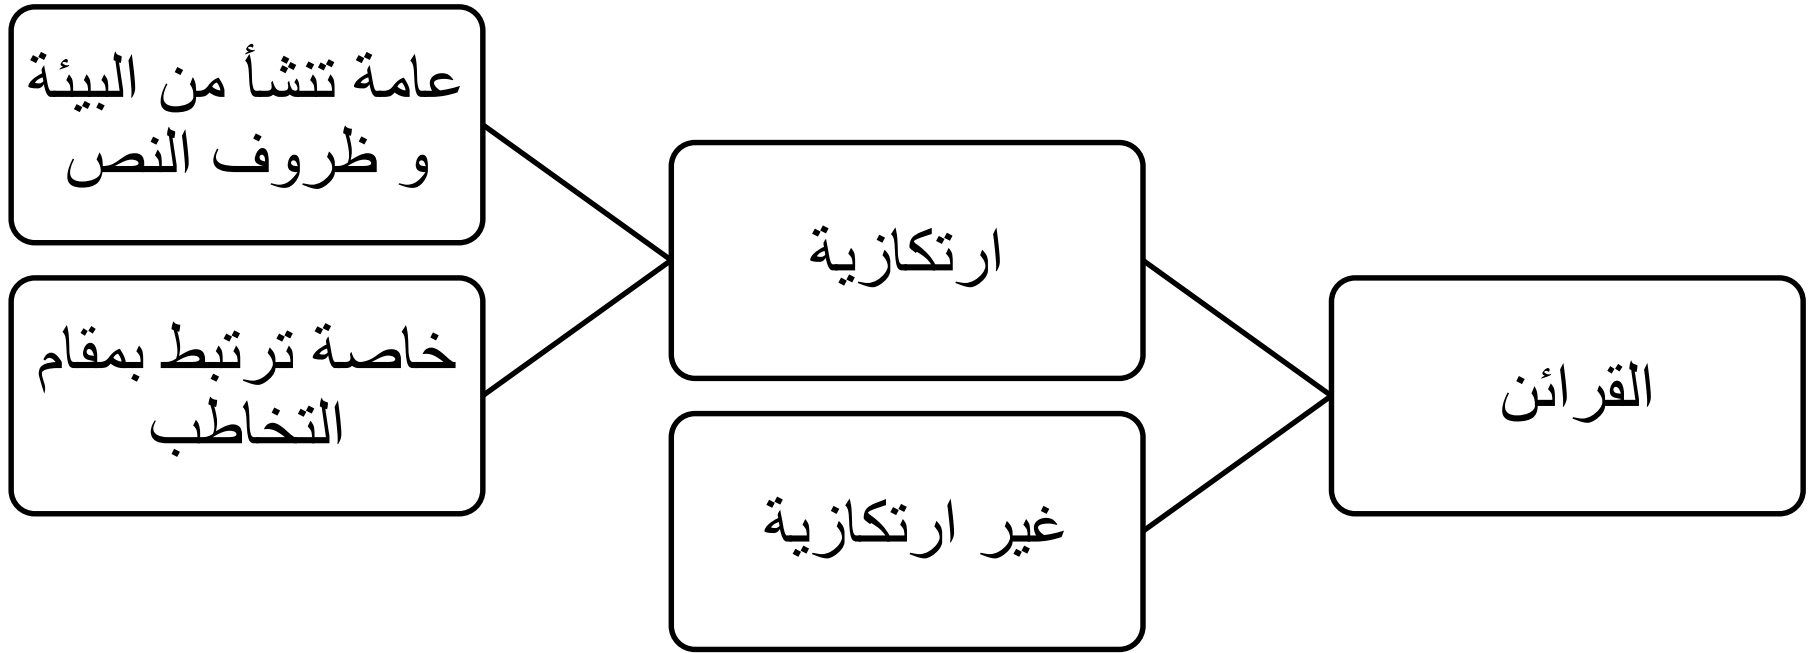 القرائن
ارتكازية
غير ارتكازية
عامة تنشأ من البيئة
و ظروف النص
خاصة ترتبط بمقام
التخاطب